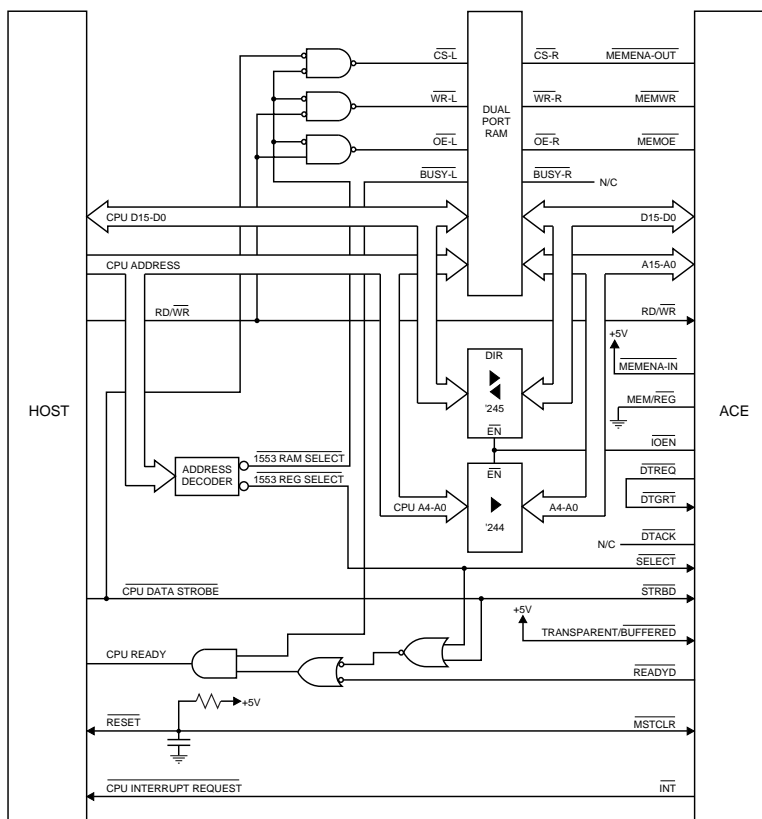 CS-L CS-R MEMENA-OUT
WR-L WR-R MEMWR
DUAL
PORT
RAM
OE-L OE-R MEMOE
BUSY-L BUSY-R N/C
CPU D15-D0 D15-D0
CPU ADDRESS A15-A0
RD/WR RD/WR
+5V
DIR
MEMENA-IN
HOST
'245
MEM/REG
ACE
EN
IOEN
ADDRESS
DECODER
1553 RAM SELECT
1553 REG SELECT
EN
DTREQ
CPU A4-A0 A4-A0
DTGRT
'244
N/C DTACK
SELECT
CPU DATA STROBE STRBD
+5V
TRANSPARENT/BUFFERED
CPU READY
READYD
+5V
RESET MSTCLR
CPU INTERRUPT REQUEST INT